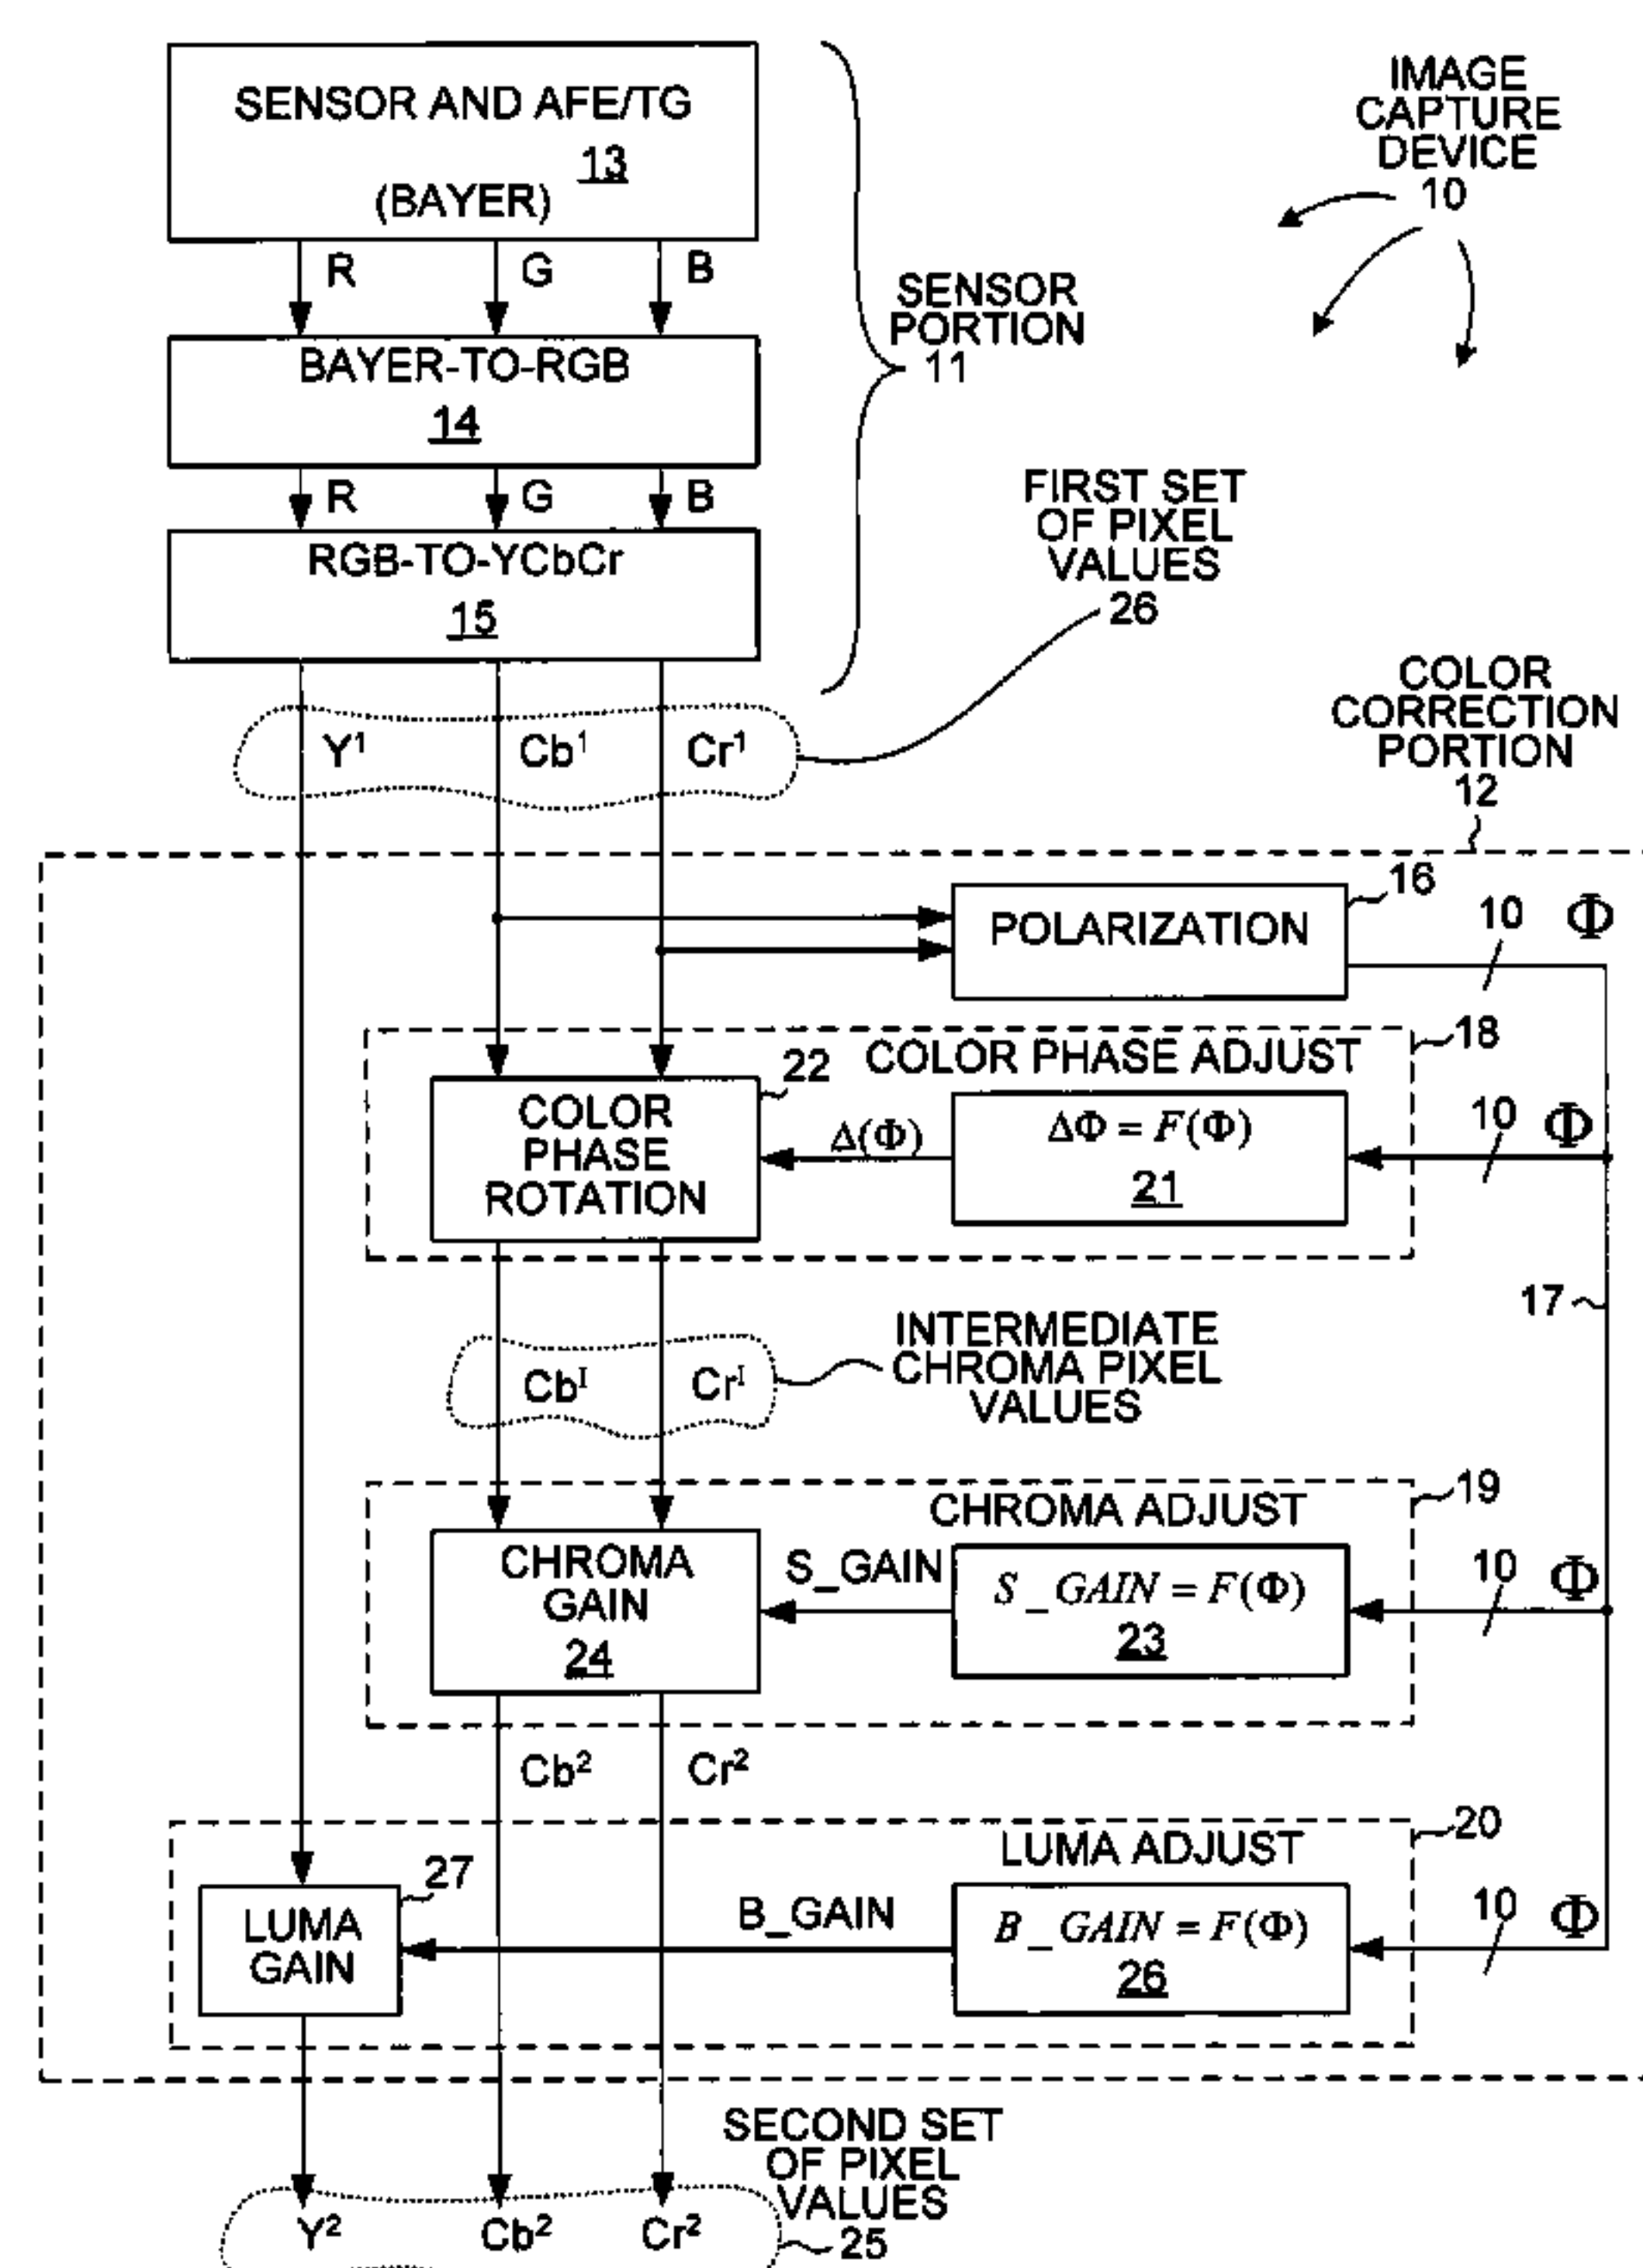 SENSOR AND AFE/TG
13
(BAYER)
IMAGE
CAPTURE
DEVICE
10
R
G
B
SENSOR
PORTION
11
BAYER-TO-RGB
14
R
G
B
FIRST SET
OF PIXEL
VALUES
26
RGB-TO-YCbCr
15
COLOR
CORRECTION
PORTION
12
Y¹
Cb¹
Cr¹
POLARIZATION
16
10
Φ
COLOR PHASE ADJUST
18
22
COLOR
PHASE
ROTATION
Δ(Φ)
ΔΦ = F(Φ)
21
10
Φ
17
INTERMEDIATE
CHROMA PIXEL
VALUES
Cbᴵ
Crᴵ
CHROMA ADJUST
19
CHROMA
GAIN
24
S_GAIN
S_GAIN = F(Φ)
23
10
Φ
Cb²
Cr²
LUMA ADJUST
20
27
LUMA
GAIN
B_GAIN
B_GAIN = F(Φ)
26
10
Φ
SECOND SET
OF PIXEL
VALUES
25
Y²
Cb²
Cr²